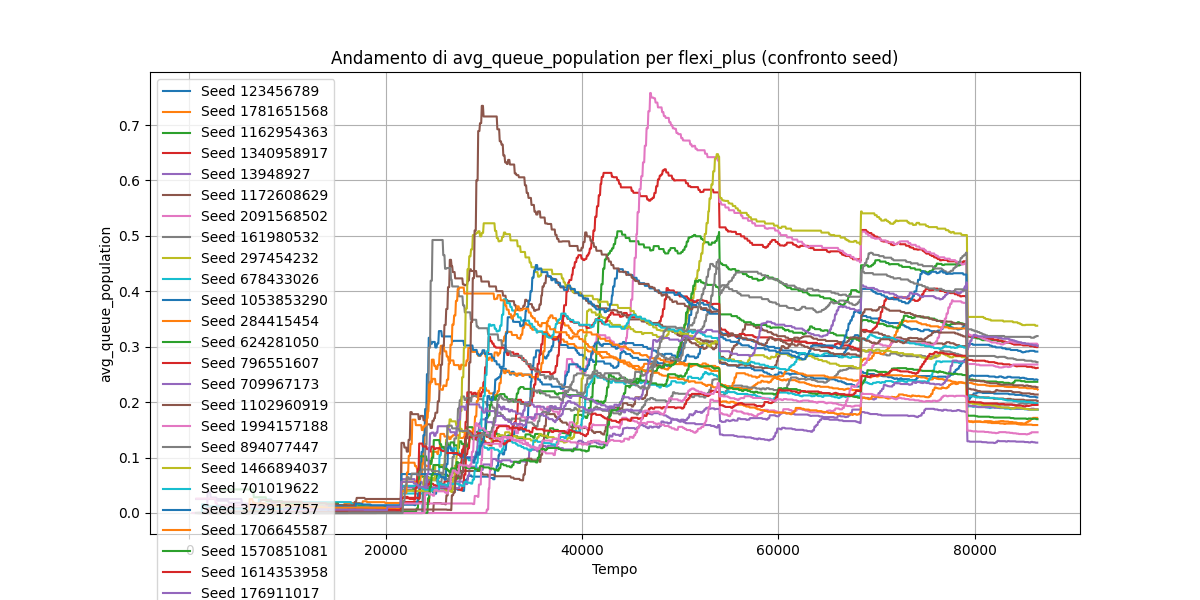 Andamento di avg_queue_population per flexi_plus (confronto seed)
avg_queue_population
0.7
0.6
0.5
0.4
0.3
0.2
0.1
0.0
Seed 123456789
Seed 1781651568
Seed 1162954363
Seed 1340958917
Seed 13948927
Seed 1172608629
Seed 2091568502
Seed 161980532
Seed 297454232
Seed 678433026
Seed 1053853290
Seed 284415454
Seed 624281050
Seed 796551607
Seed 709967173
Seed 1102960919
Seed 1994157188
Seed 894077447
Seed 1466894037
Seed 701019622
Seed 372912757
Seed 1706645587
Seed 1570851081
Seed 1614353958
Seed 176911017
0 20000 40000 60000 80000
Tempo